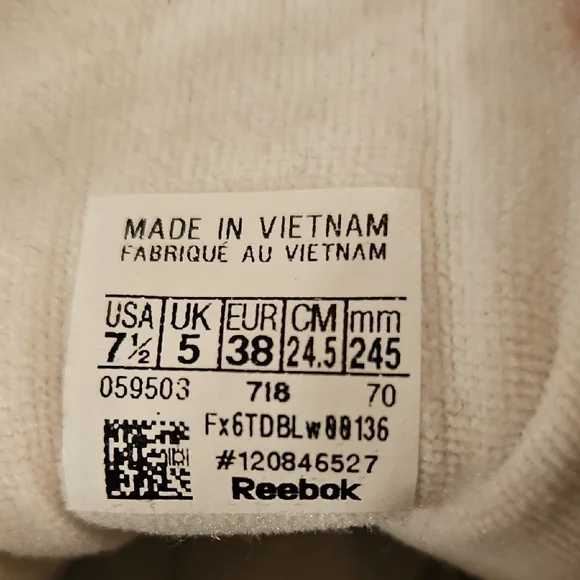 MADE IN VIETNAM
FABRIQUÉ AU VIETNAM
USA UK EUR CM mm
7½ 5 38 24.5 245
059503 718 70
Fx6TDBLw00136
#120846527
Reebok